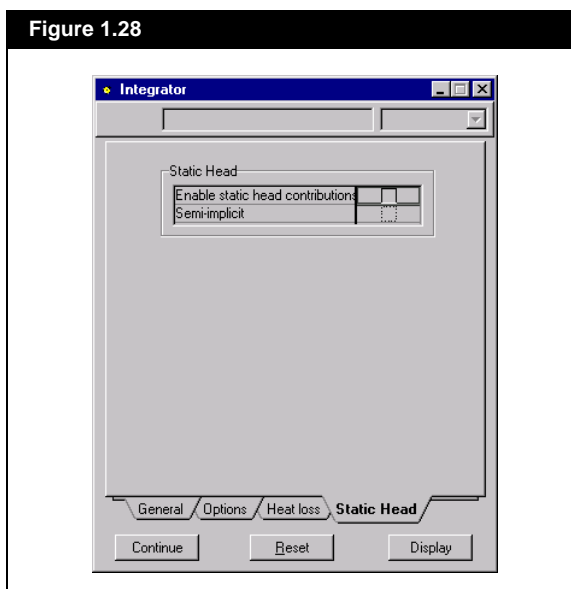 Figure 1.28
Integrator
Static Head
Enable static head contributions
Semi-implicit
General Options Heat loss Static Head
Continue Reset Display